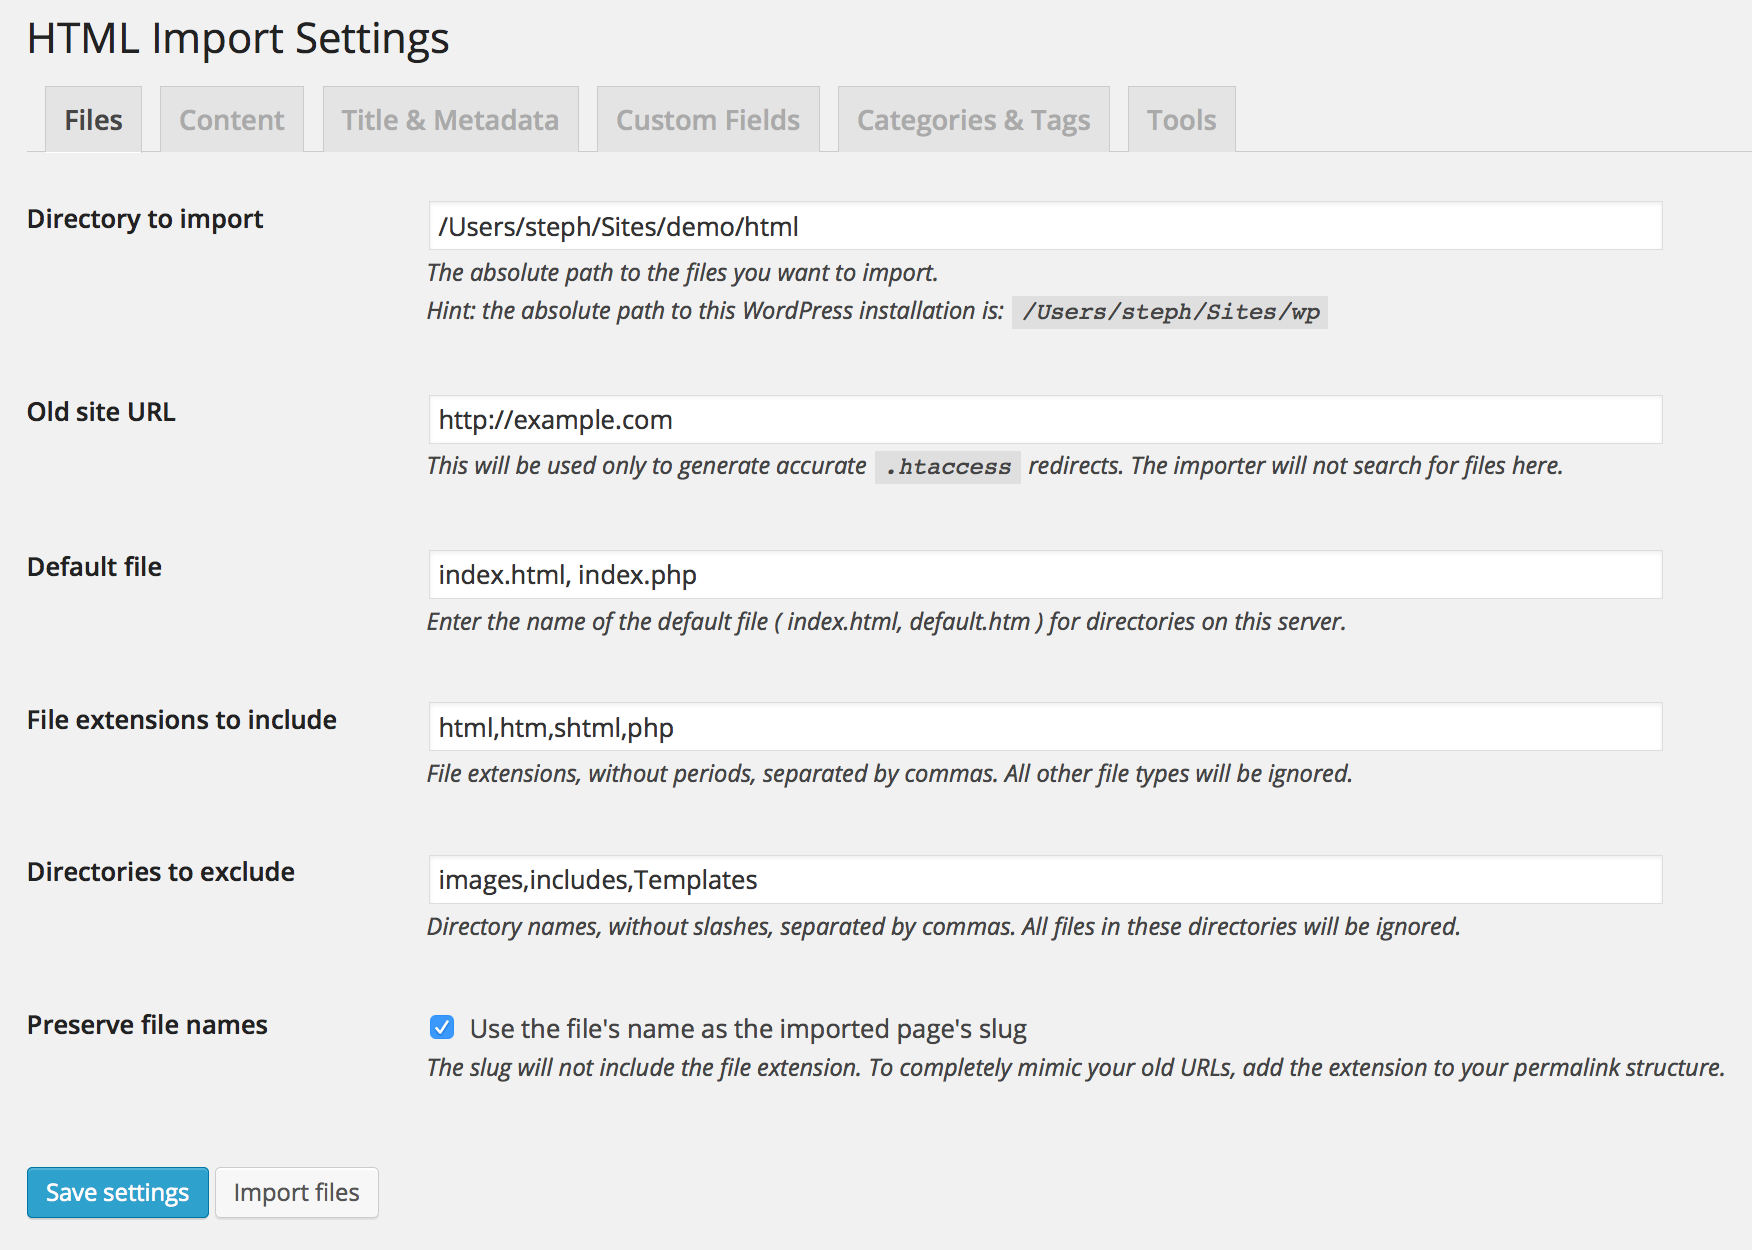 HTML Import Settings
Files Content Title & Metadata Custom Fields Categories & Tags Tools
Directory to import
/Users/steph/Sites/demo/html
The absolute path to the files you want to import.
Hint: the absolute path to this WordPress installation is: /Users/steph/Sites/wp
Old site URL
http://example.com
This will be used only to generate accurate .htaccess redirects. The importer will not search for files here.
Default file
index.html, index.php
Enter the name of the default file ( index.html, default.htm ) for directories on this server.
File extensions to include
html,htm,shtml,php
File extensions, without periods, separated by commas. All other file types will be ignored.
Directories to exclude
images,includes,Templates
Directory names, without slashes, separated by commas. All files in these directories will be ignored.
Preserve file names
Use the file's name as the imported page's slug
The slug will not include the file extension. To completely mimic your old URLs, add the extension to your permalink structure.
Save settings Import files